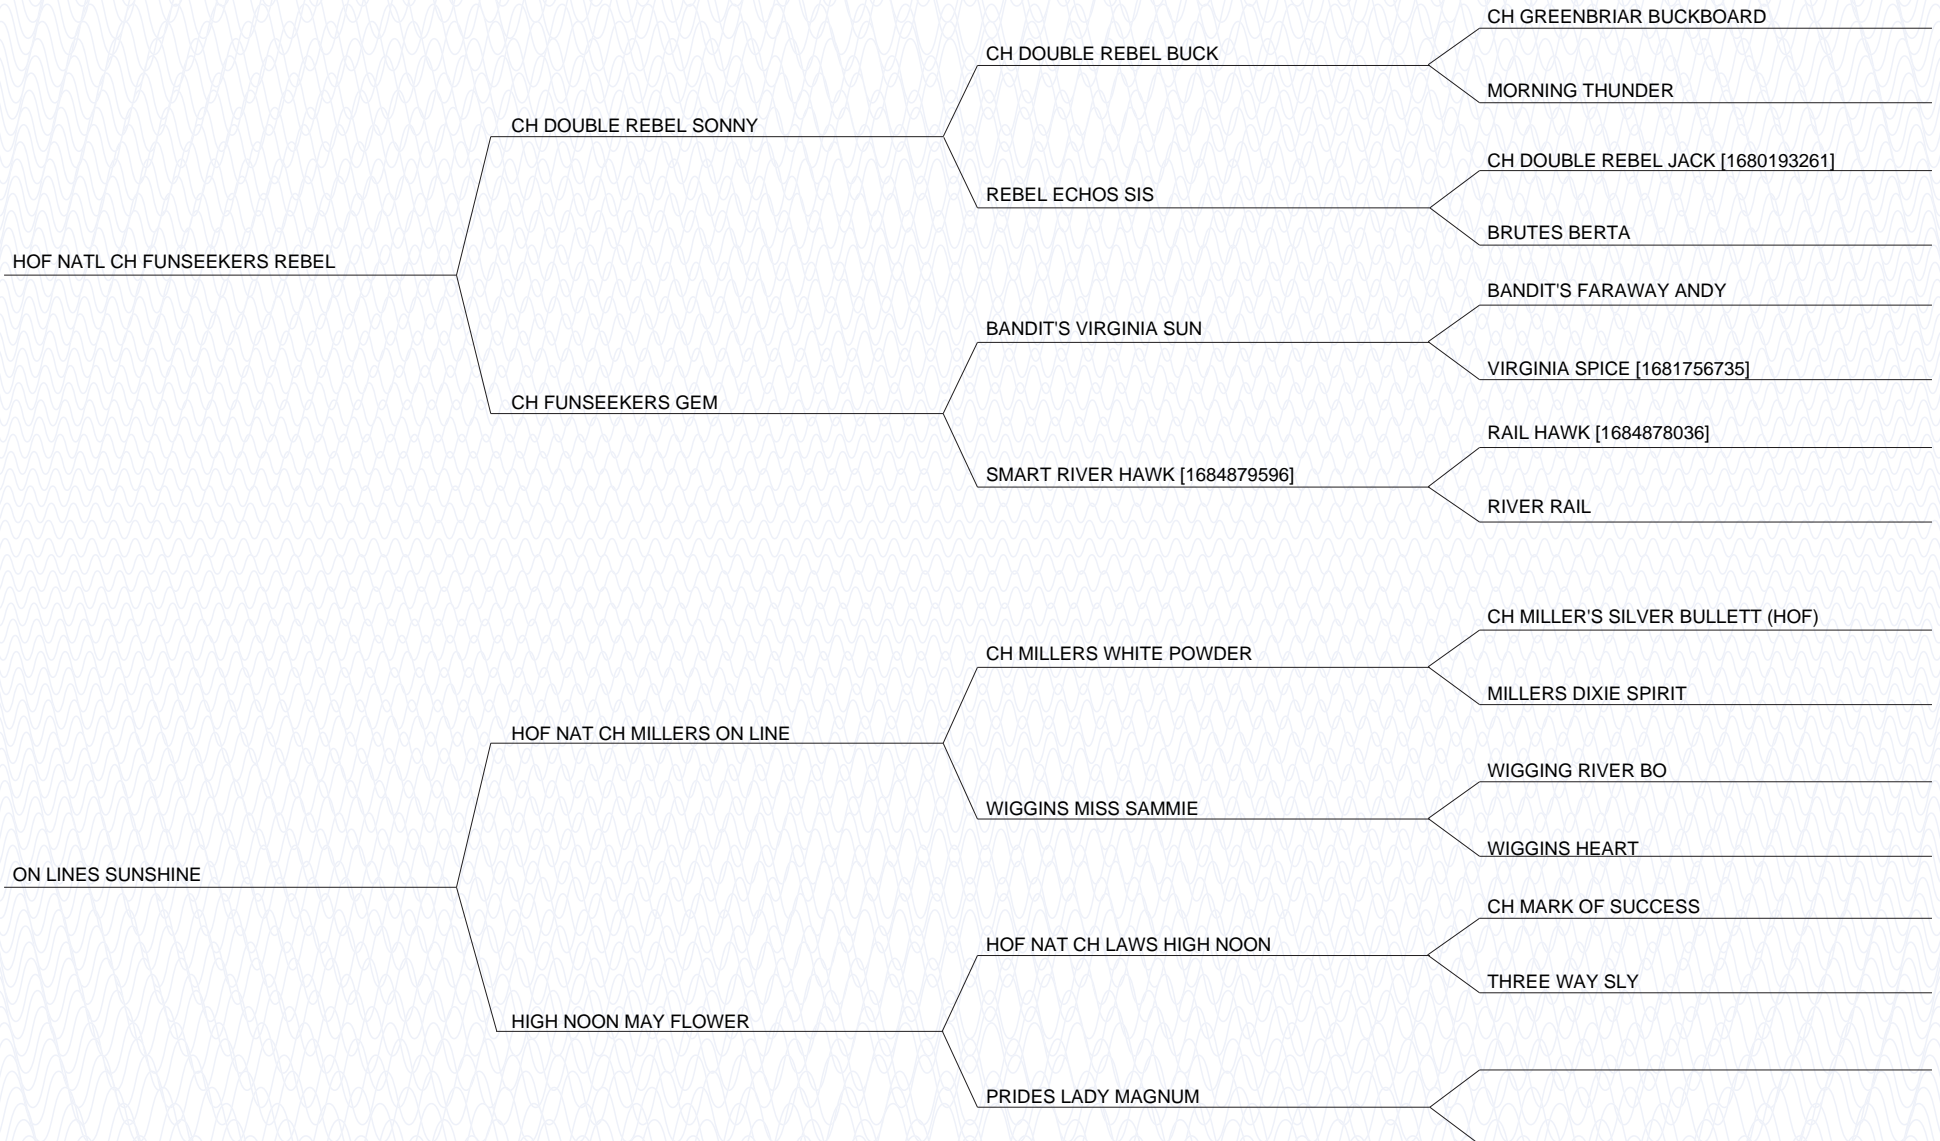 CH GREENBRIAR BUCKBOARD
CH DOUBLE REBEL BUCK
MORNING THUNDER
CH DOUBLE REBEL SONNY
CH DOUBLE REBEL JACK [1680193261]
REBEL ECHOS SIS
BRUTES BERTA
HOF NATL CH FUNSEEKERS REBEL
BANDIT'S FARAWAY ANDY
BANDIT'S VIRGINIA SUN
VIRGINIA SPICE [1681756735]
CH FUNSEEKERS GEM
RAIL HAWK [1684878036]
SMART RIVER HAWK [1684879596]
RIVER RAIL
CH MILLER'S SILVER BULLETT (HOF)
CH MILLERS WHITE POWDER
MILLERS DIXIE SPIRIT
HOF NAT CH MILLERS ON LINE
WIGGING RIVER BO
WIGGINS MISS SAMMIE
WIGGINS HEART
ON LINES SUNSHINE
CH MARK OF SUCCESS
HOF NAT CH LAWS HIGH NOON
THREE WAY SLY
HIGH NOON MAY FLOWER
PRIDES LADY MAGNUM